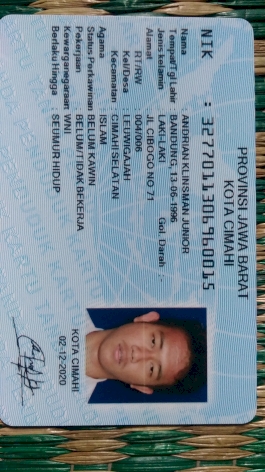 PROVINSI JAWA BARAT
KOTA CIMAHI
NIK : 3277011306960015
Nama : ANDRIAN KLINSMAN JUNIOR
Tempat/Tgl Lahir : BANDUNG, 13-06-1996
Jenis kelamin : LAKI-LAKI Gol. Darah : -
Alamat : JL CIBOGO NO 71
RT/RW : 004/006
Kel/Desa : LEUWIGAJAH
Kecamatan : CIMAHI SELATAN
Agama : ISLAM
Status Perkawinan: BELUM KAWIN
Pekerjaan : BELUM/TIDAK BEKERJA
Kewarganegaraan: WNI
Berlaku Hingga : SEUMUR HIDUP
KOTA CIMAHI
02-12-2020